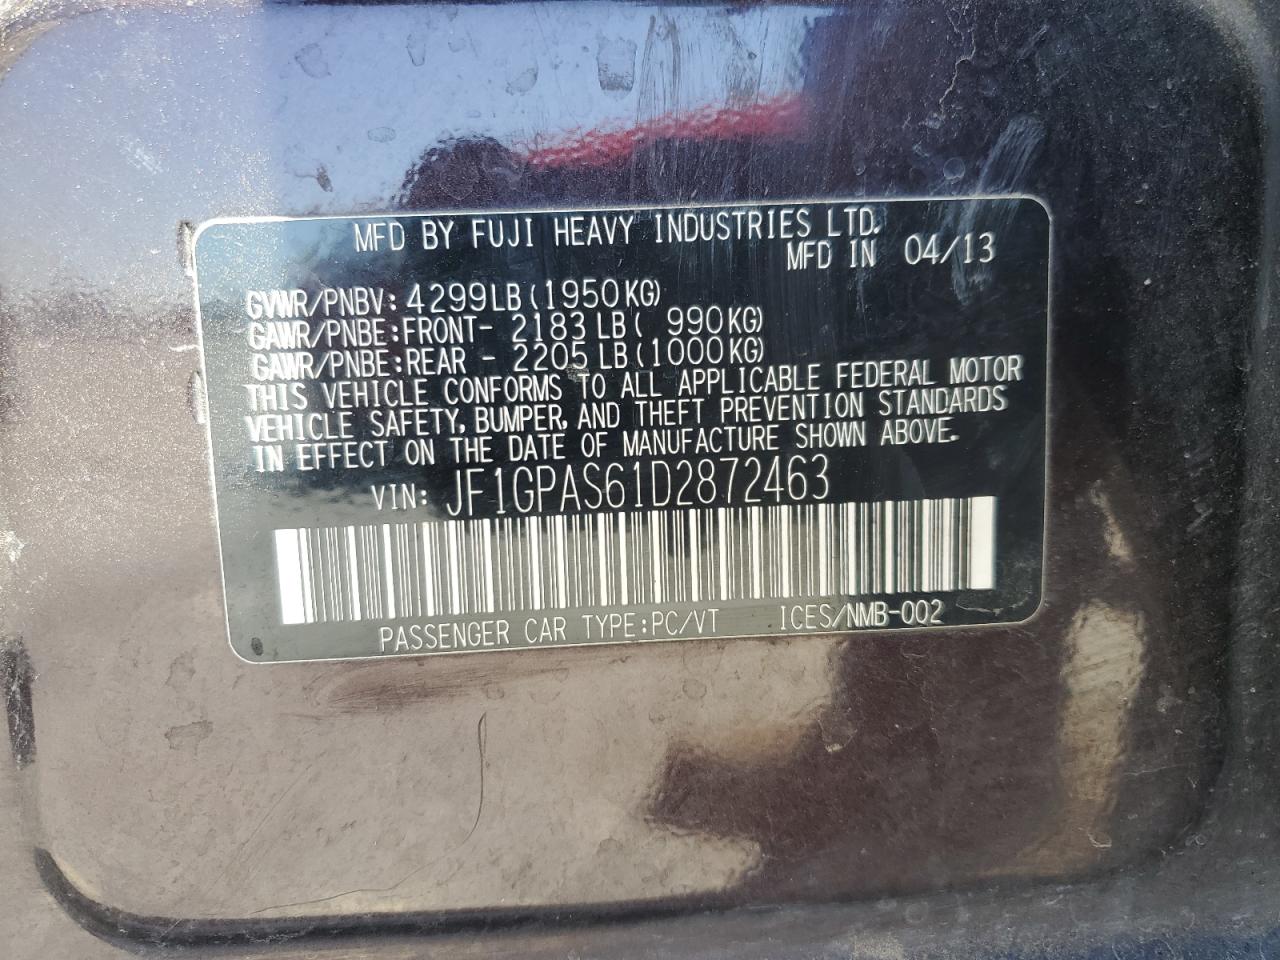 MFD BY FUJI HEAVY INDUSTRIES LTD.
MFD IN 04/13
GVWR/PNBV: 4299LB (1950KG)
GAWR/PNBE:FRONT- 2183 LB( 990KG)
GAWR/PNBE:REAR - 2205 LB(1000KG)
THIS VEHICLE CONFORMS TO ALL APPLICABLE FEDERAL MOTOR
VEHICLE SAFETY, BUMPER, AND THEFT PREVENTION STANDARDS
IN EFFECT ON THE DATE OF MANUFACTURE SHOWN ABOVE.
VIN: JF1GPAS61D2872463
PASSENGER CAR TYPE:PC/VT ICES/NMB-002